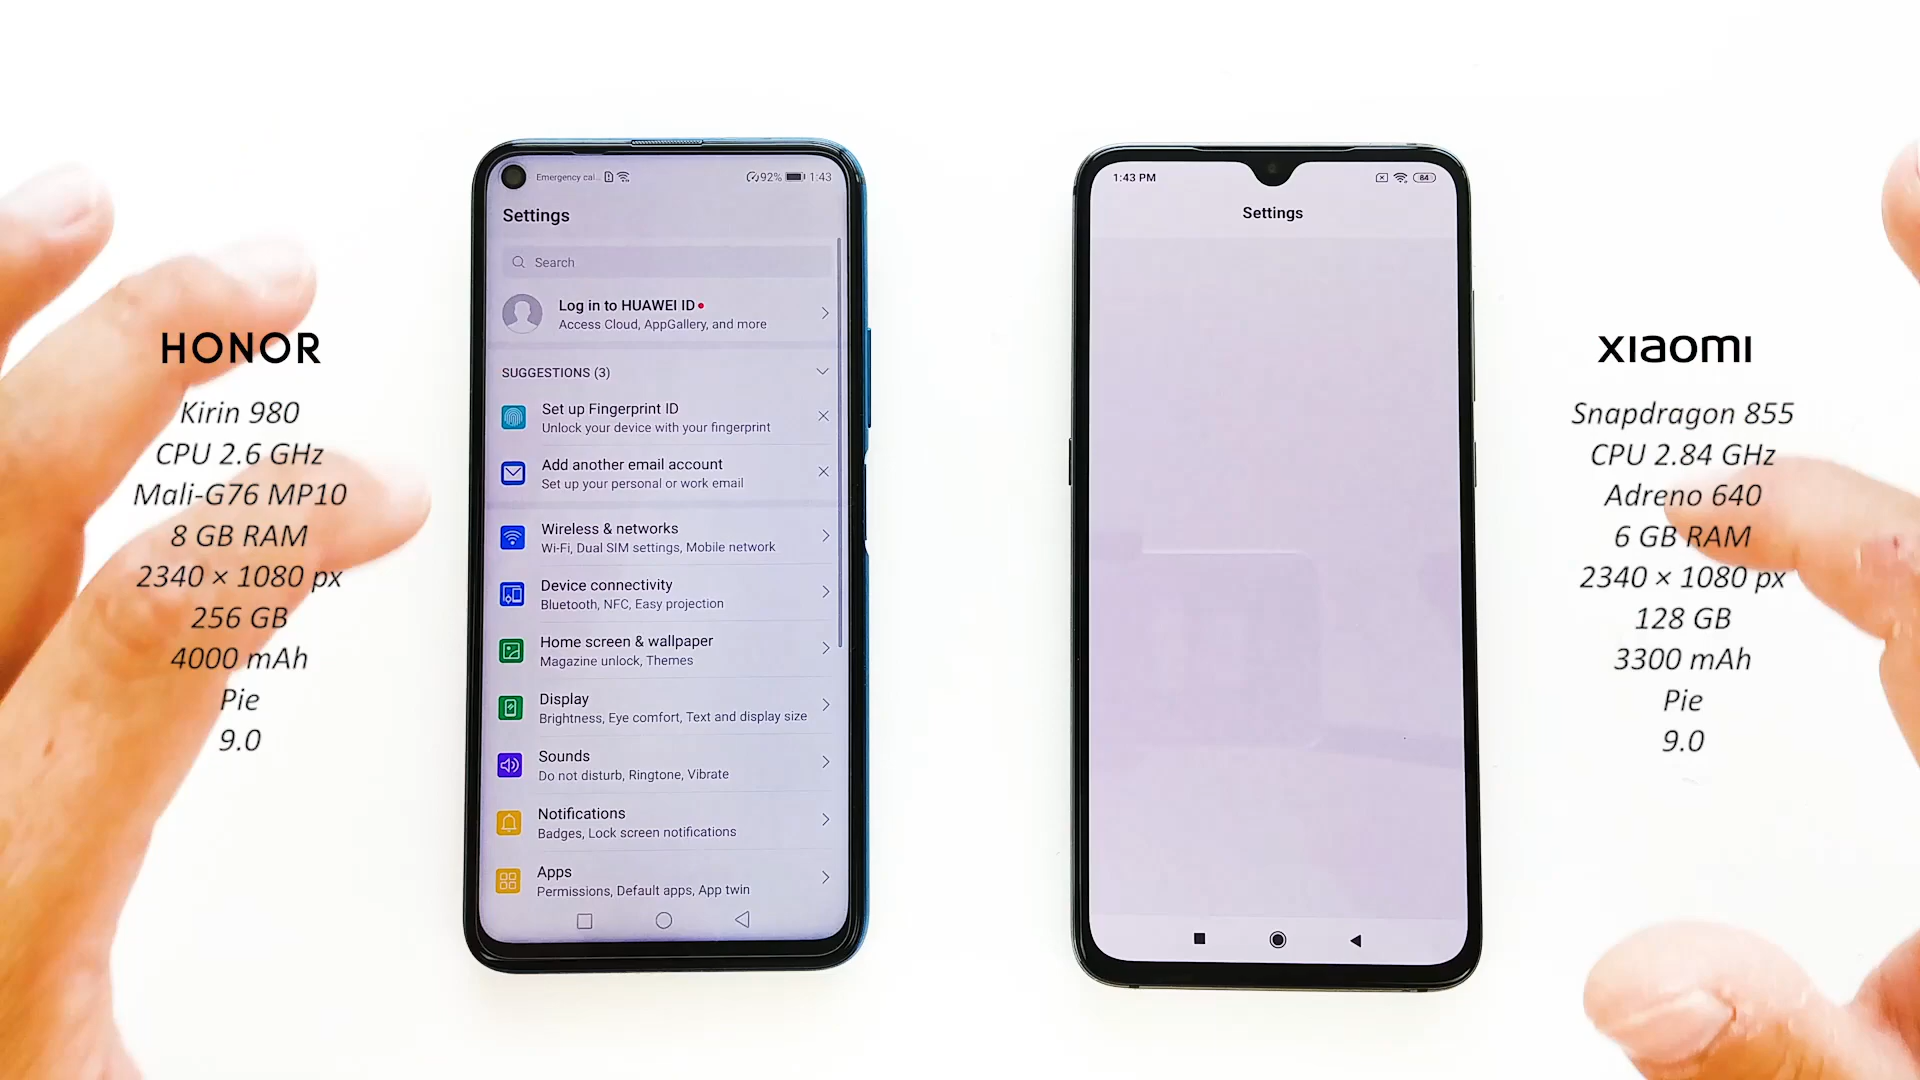 HONOR
Kirin 980
CPU 2.6 GHz
Mali-G76 MP10
8 GB RAM
2340 × 1080 px
256 GB
4000 mAh
Pie
9.0
Emergency cal...
92% 1:43
Settings
Search
Log in to HUAWEI ID
Access Cloud, AppGallery, and more
SUGGESTIONS (3)
Set up Fingerprint ID
Unlock your device with your fingerprint
Add another email account
Set up your personal or work email
Wireless & networks
Wi-Fi, Dual SIM settings, Mobile network
Device connectivity
Bluetooth, NFC, Easy projection
Home screen & wallpaper
Magazine unlock, Themes
Display
Brightness, Eye comfort, Text and display size
Sounds
Do not disturb, Ringtone, Vibrate
Notifications
Badges, Lock screen notifications
Apps
Permissions, Default apps, App twin
1:43 PM
64
Settings
xiaomi
Snapdragon 855
CPU 2.84 GHz
Adreno 640
6 GB RAM
2340 × 1080 px
128 GB
3300 mAh
Pie
9.0